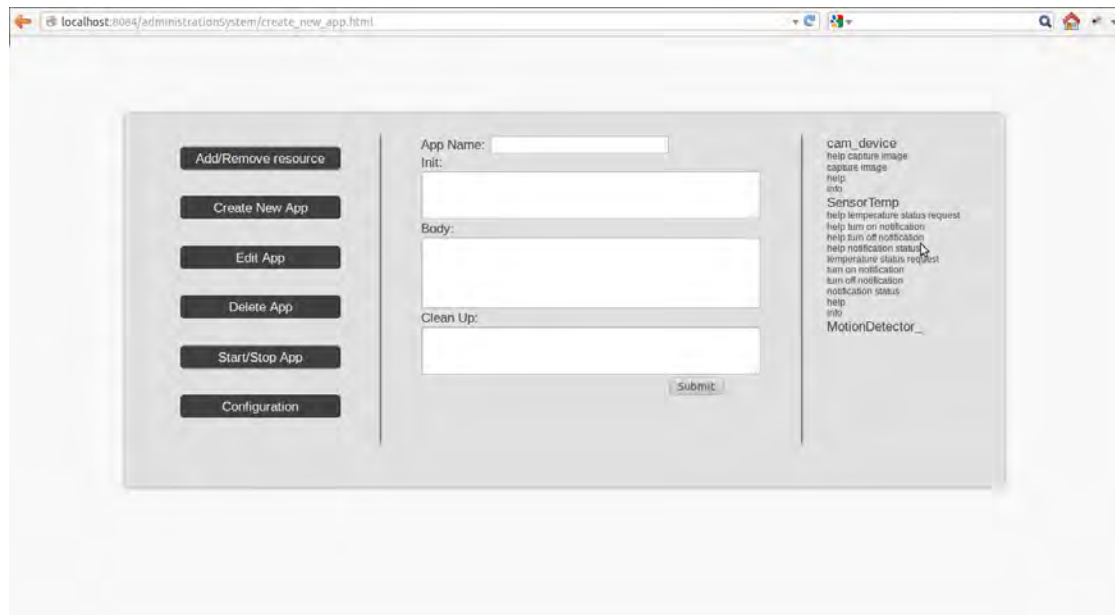 localhost:8084/administrationSystem/create_new_app.html
Add/Remove resource
Create New App
Edit App
Delete App
Start/Stop App
Configuration
App Name:
Init:
Body:
Clean Up:
Submit
cam_device
help capture image
capture image
help
info
SensorTemp
help temperature status request
help turn on notification
help turn off notification
help notification status
temperature status request
turn on notification
turn off notification
notification status
help
info
MotionDetector_